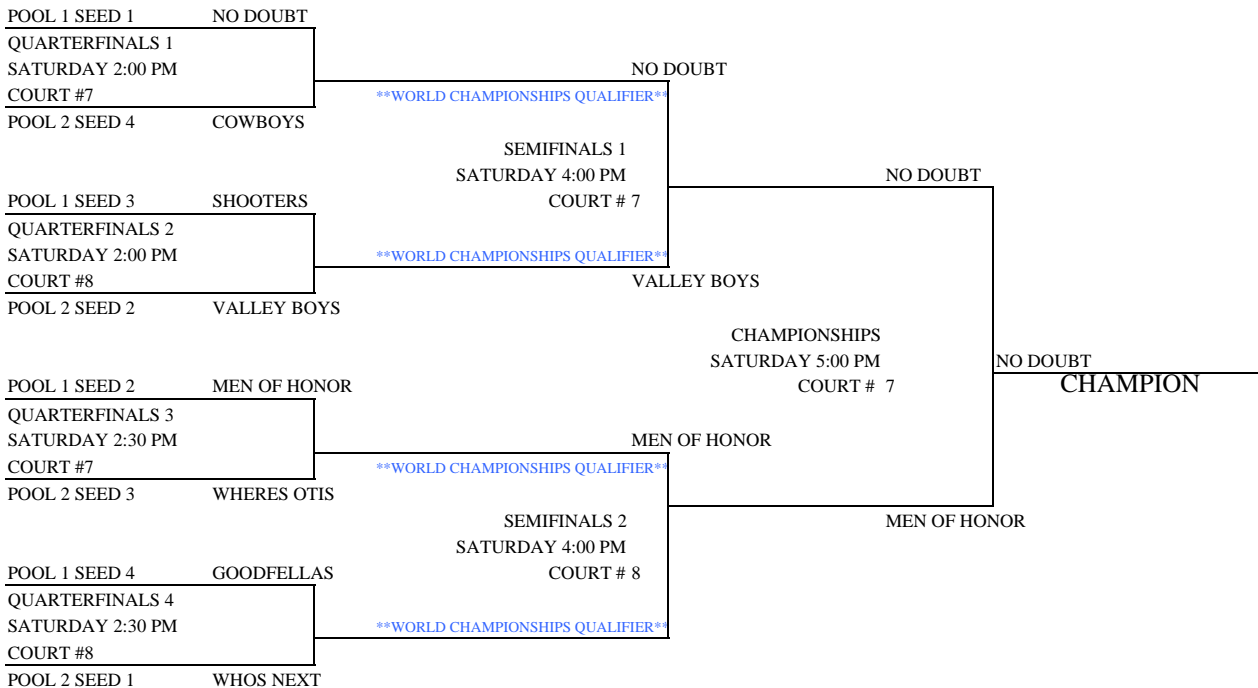 POOL 1 SEED 1 NO DOUBT
QUARTERFINALS 1
SATURDAY 2:00 PM NO DOUBT
COURT #7 **WORLD CHAMPIONSHIPS QUALIFIER**
POOL 2 SEED 4 COWBOYS
SEMIFINALS 1
SATURDAY 4:00 PM NO DOUBT
POOL 1 SEED 3 SHOOTERS COURT # 7
QUARTERFINALS 2
SATURDAY 2:00 PM **WORLD CHAMPIONSHIPS QUALIFIER**
COURT #8 VALLEY BOYS
POOL 2 SEED 2 VALLEY BOYS
CHAMPIONSHIPS
SATURDAY 5:00 PM NO DOUBT
POOL 1 SEED 2 MEN OF HONOR COURT # 7 CHAMPION
QUARTERFINALS 3
SATURDAY 2:30 PM MEN OF HONOR
COURT #7 **WORLD CHAMPIONSHIPS QUALIFIER**
POOL 2 SEED 3 WHERES OTIS
SEMIFINALS 2 MEN OF HONOR
SATURDAY 4:00 PM
POOL 1 SEED 4 GOODFELLAS COURT # 8
QUARTERFINALS 4
SATURDAY 2:30 PM **WORLD CHAMPIONSHIPS QUALIFIER**
COURT #8
POOL 2 SEED 1 WHOS NEXT